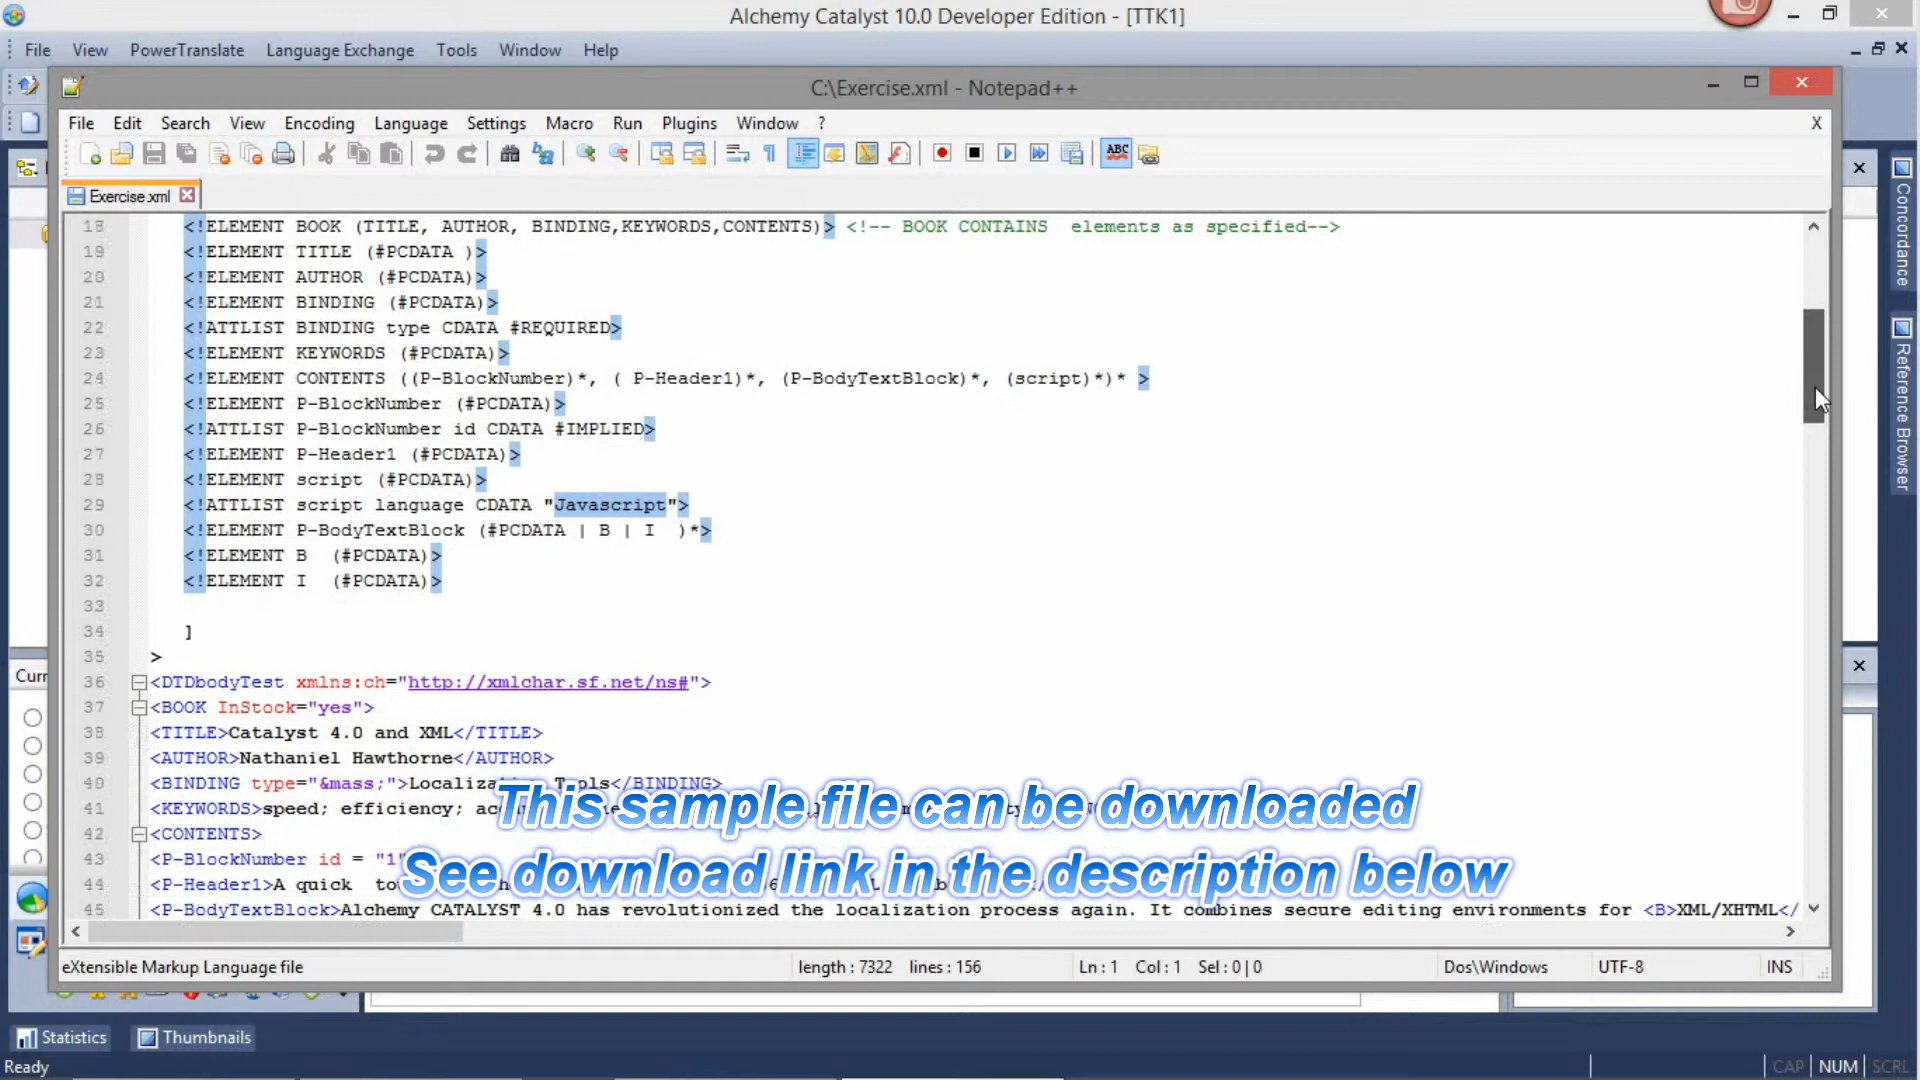 Alchemy Catalyst 10.0 Developer Edition - [TTK1]
File View PowerTranslate Language Exchange Tools Window Help
C:\Exercise.xml - Notepad++
File Edit Search View Encoding Language Settings Macro Run Plugins Window ? X
ABC
Exercise.xml
18 <!ELEMENT BOOK (TITLE, AUTHOR, BINDING,KEYWORDS,CONTENTS)> <!-- BOOK CONTAINS elements as specified-->
19 <!ELEMENT TITLE (#PCDATA )>
20 <!ELEMENT AUTHOR (#PCDATA)>
21 <!ELEMENT BINDING (#PCDATA)>
22 <!ATTLIST BINDING type CDATA #REQUIRED>
23 <!ELEMENT KEYWORDS (#PCDATA)>
24 <!ELEMENT CONTENTS ((P-BlockNumber)*, ( P-Header1)*, (P-BodyTextBlock)*, (script)*)* >
25 <!ELEMENT P-BlockNumber (#PCDATA)>
26 <!ATTLIST P-BlockNumber id CDATA #IMPLIED>
27 <!ELEMENT P-Header1 (#PCDATA)>
28 <!ELEMENT script (#PCDATA)>
29 <!ATTLIST script language CDATA "Javascript">
30 <!ELEMENT P-BodyTextBlock (#PCDATA | B | I )*>
31 <!ELEMENT B (#PCDATA)>
32 <!ELEMENT I (#PCDATA)>
33
34 ]
35 >
36 <DTDbodyTest xmlns:ch="http://xmlchar.sf.net/ns#">
37 <BOOK InStock="yes">
38 <TITLE>Catalyst 4.0 and XML</TITLE>
39 <AUTHOR>Nathaniel Hawthorne</AUTHOR>
40 <BINDING type="&mass;">Localization Tools</BINDING>
41 <KEYWORDS>speed; efficiency;
This sample file can be downloaded
42 <CONTENTS>
43 <P-BlockNumber id = "1"
See download link in the description below
44 <P-Header1>A quick
45 <P-BodyTextBlock>Alchemy CATALYST 4.0 has revolutionized the localization process again. It combines secure editing environments for <B>XML/XHTML</
eXtensible Markup Language file length : 7322 lines : 156 Ln : 1 Col : 1 Sel : 0 | 0 Dos\Windows UTF-8 INS
Concordance
Reference Browser
Curr
Statistics Thumbnails
Ready CAP NUM SCRL